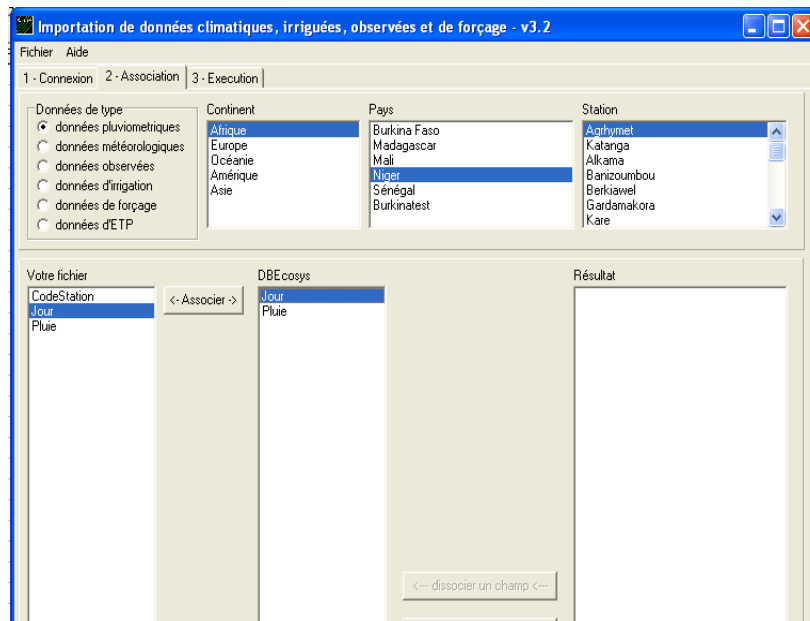 Importation de données climatiques, irriguées, observées et de forçage - v3.2
Fichier Aide
1 - Connexion 2 - Association 3 - Execution
Données de type
données pluviometriques
données météorologiques
données observées
données d'irrigation
données de forçage
données d'ETP
Continent
Afrique
Europe
Océanie
Amérique
Asie
Pays
Burkina Faso
Madagascar
Mali
Niger
Sénégal
Burkinatest
Station
Agrhymet
Katanga
Alkama
Banizoumbou
Berkiawel
Gardamakora
Kare
Votre fichier
CodeStation
Jour
Pluie
<- Associer ->
DBEcosys
Jour
Pluie
<--- dissocier un champ <---
Résultat